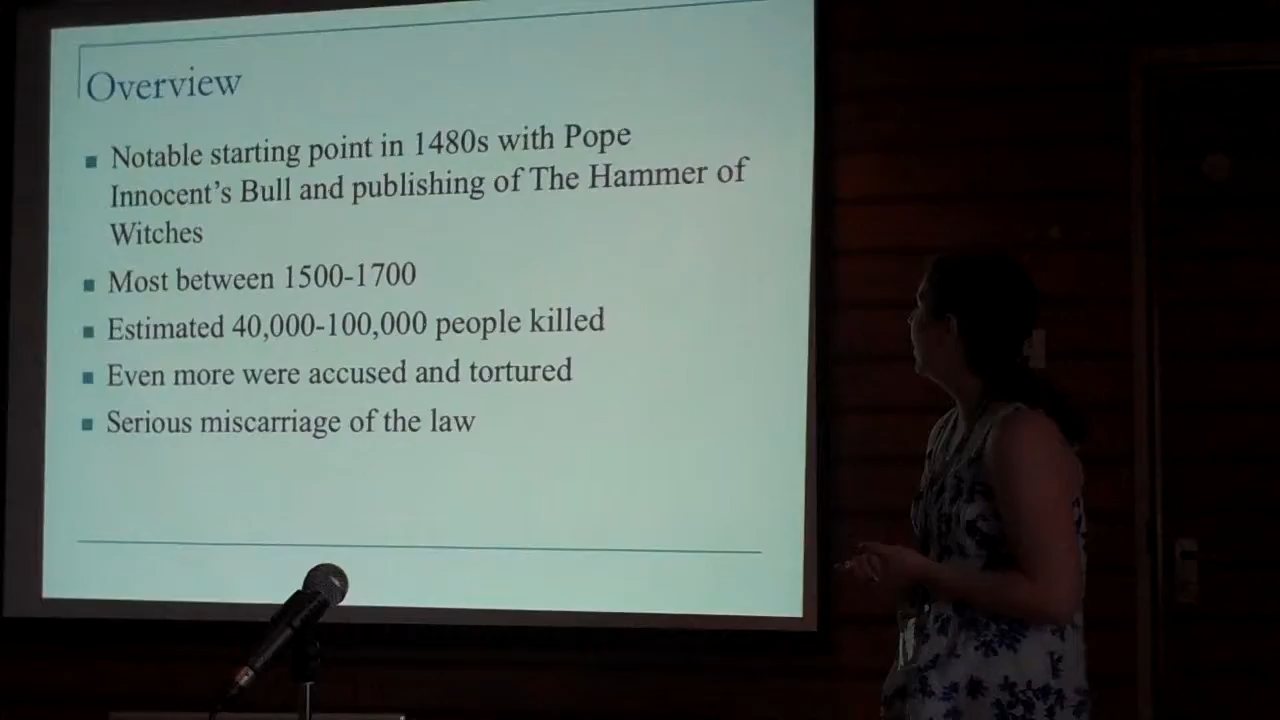 Overview
Notable starting point in 1480s with Pope
Innocent's Bull and publishing of The Hammer of
Witches
Most between 1500-1700
Estimated 40,000-100,000 people killed
Even more were accused and tortured
Serious miscarriage of the law